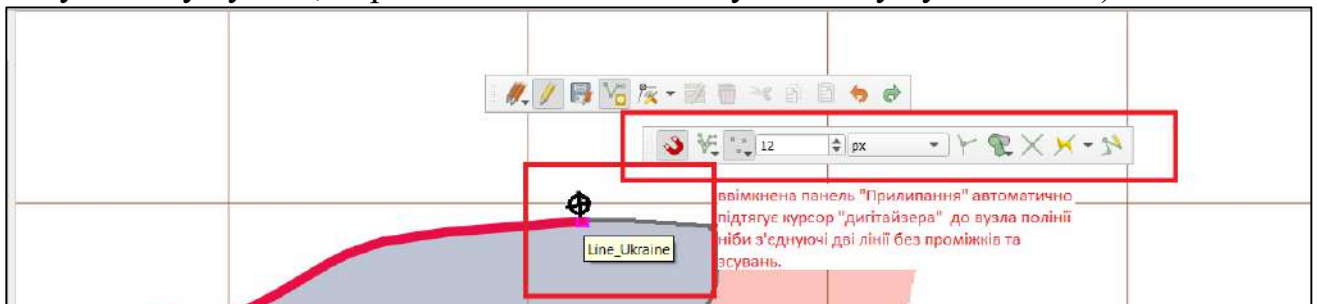 12
px
ввімкнена панель "Прилипання" автоматично
підтягує курсор "дигітайзера" до вузла полінії
ніби з'єднуючі дві лінії без проміжків та
зсувань.
Line_Ukraine